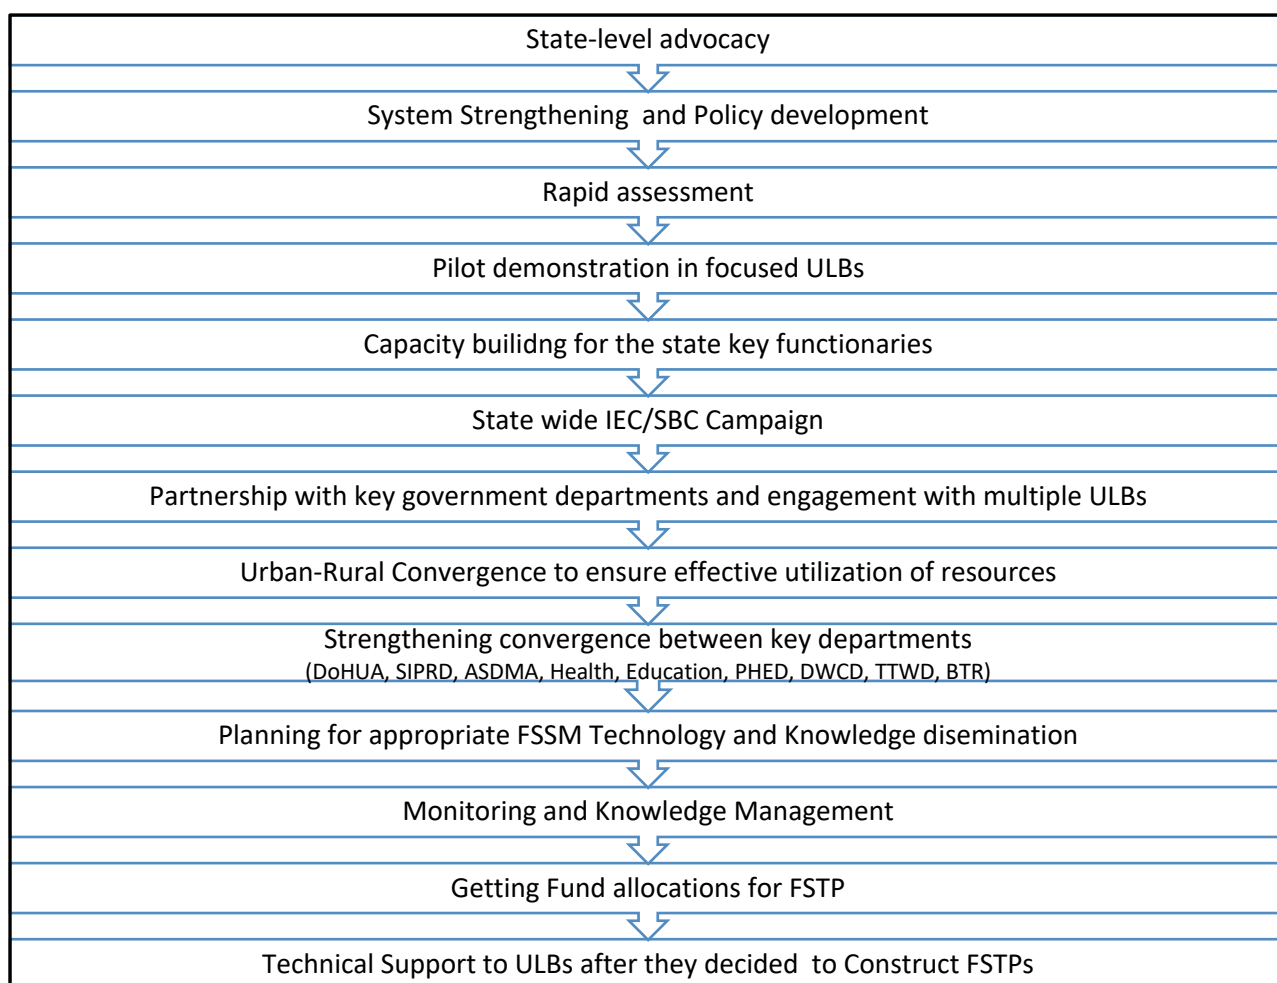 State-level advocacy
System Strengthening and Policy development
Rapid assessment
Pilot demonstration in focused ULBs
Capacity builidng for the state key functionaries
State wide IEC/SBC Campaign
Partnership with key government departments and engagement with multiple ULBs
Urban-Rural Convergence to ensure effective utilization of resources
Strengthening convergence between key departments
(DoHUA, SIPRD, ASDMA, Health, Education, PHED, DWCD, TTWD, BTR)
Planning for appropriate FSSM Technology and Knowledge disemination
Monitoring and Knowledge Management
Getting Fund allocations for FSTP
Technical Support to ULBs after they decided to Construct FSTPs